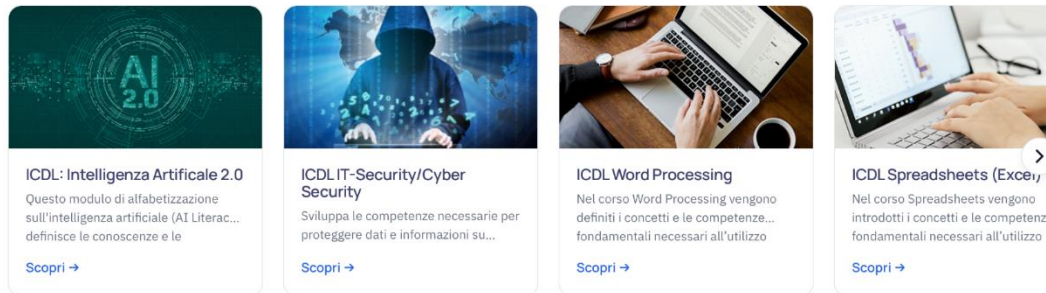 AI
2.0
ICDL: Intelligenza Artificale 2.0
Questo modulo di alfabetizzazione
sull'intelligenza artificiale (AI Literac...
definisce le conoscenze e le
Scopri →
ICDL IT-Security/Cyber
Security
Sviluppa le competenze necessarie per
proteggere dati e informazioni su...
Scopri →
ICDL Word Processing
Nel corso Word Processing vengono
definiti i concetti e le competenze...
fondamentali necessari all'utilizzo
Scopri →
ICDL Spreadsheets (Excel)
Nel corso Spreadsheets vengono
introdotti i concetti e le competenz
fondamentali necessari all'utilizzo
Scopri →